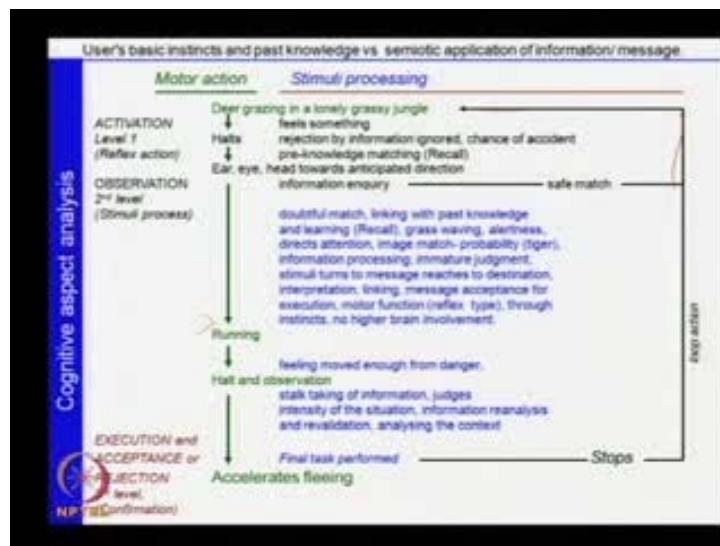 User's basic instincts and past knowledge vs semiotic application of information/ message
Motor action Stimuli processing
Deer grazing in a lonely grassy jungle
ACTIVATION feels something
Level 1 Halts rejection by information ignored, chance of accident
(Reflex action) pre-knowledge matching (Recall)
Ear, eye, head towards anticipated direction
OBSERVATION information enquiry safe match
2nd level
(Stimuli process) doubtful match, linking with past knowledge
and learning (Recall), grass waving, alertness,
directs attention, image match- probability (tiger),
information processing, immature judgment,
stimuli turns to message reaches to destination,
interpretation, linking, message acceptance for
execution, motor function (reflex type), through
instincts, no higher brain involvement.
Running
feeling moved enough from danger,
Halt and observation
stalk taking of information, judges
intensity of the situation, information reanalysis
and revalidation, analysing the context
EXECUTION and
ACCEPTANCE or Final task performed Stops
REJECTION Accelerates fleeing
level,
Confirmation)
Cognitive aspect analysis
loop action
NPTEL